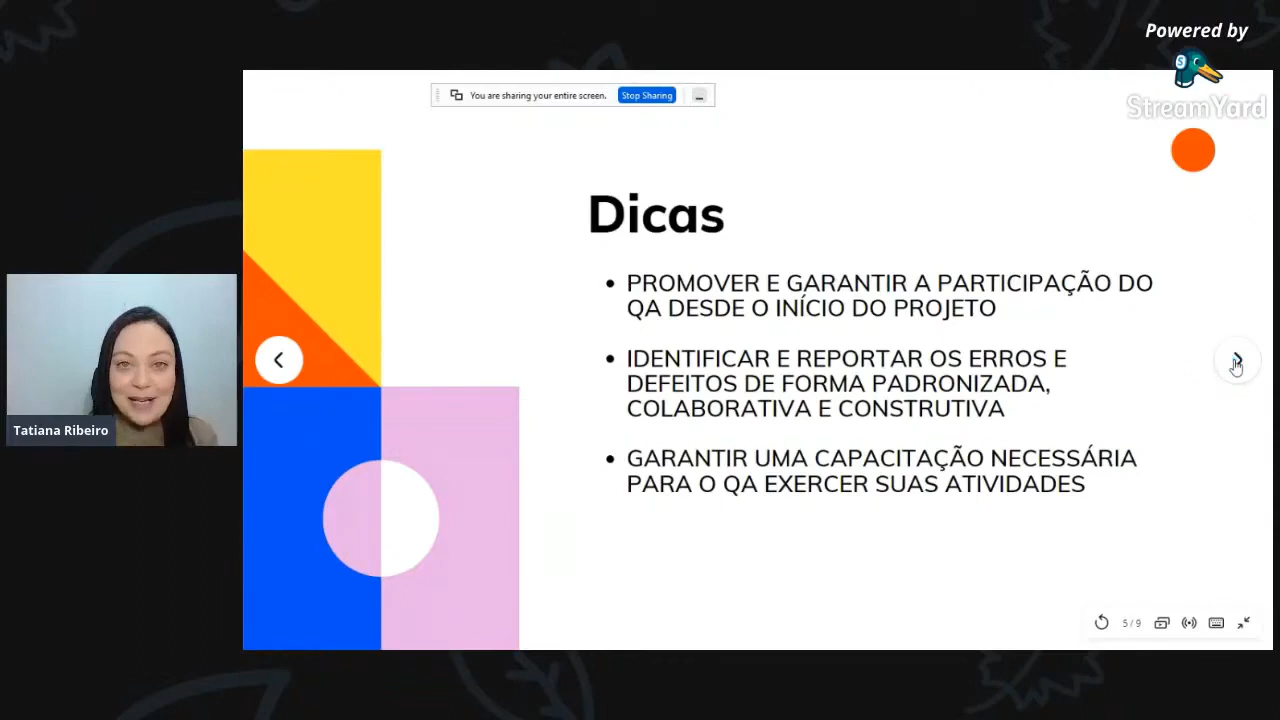 Powered by
StreamYard
You are sharing your entire screen.
Stop Sharing
Dicas
• PROMOVER E GARANTIR A PARTICIPAÇÃO DO
QA DESDE O INÍCIO DO PROJETO
• IDENTIFICAR E REPORTAR OS ERROS E
DEFEITOS DE FORMA PADRONIZADA,
COLABORATIVA E CONSTRUTIVA
• GARANTIR UMA CAPACITAÇÃO NECESSÁRIA
PARA O QA EXERCER SUAS ATIVIDADES
Tatiana Ribeiro
5 / 9